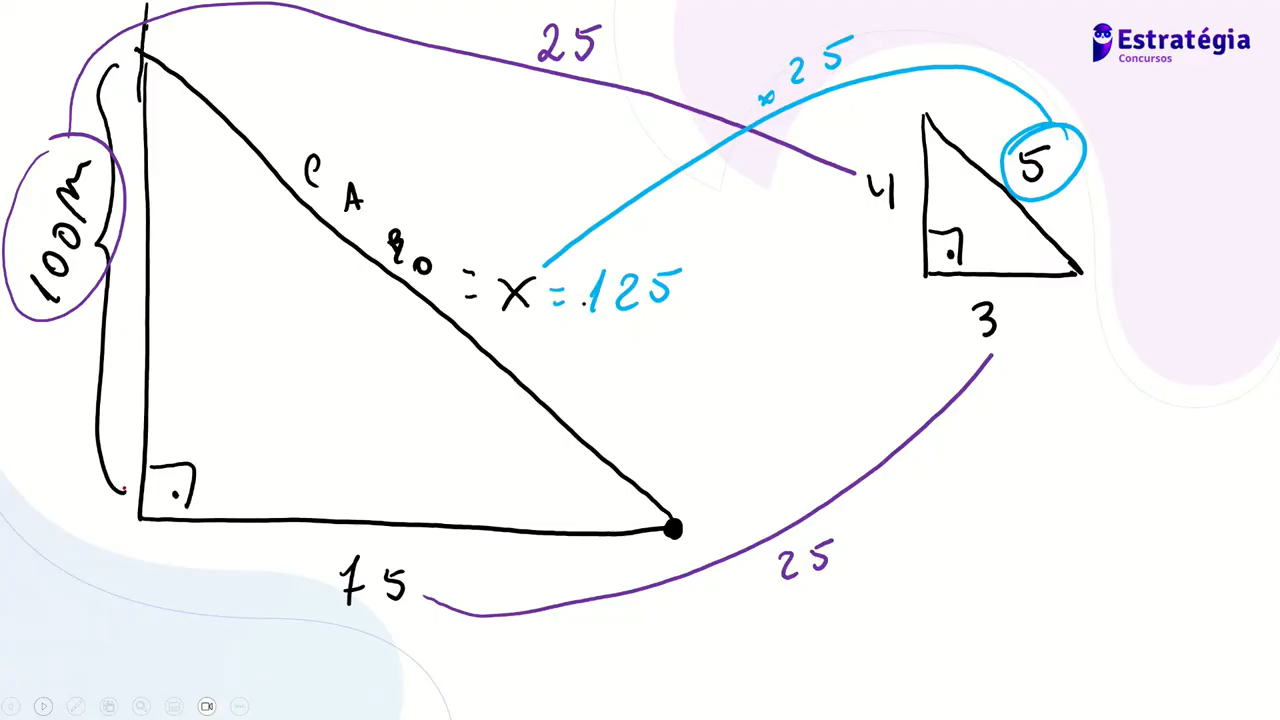 Estratégia
Concursos
25
× 25
100m
CABO = X = 125
4
5
3
75
25